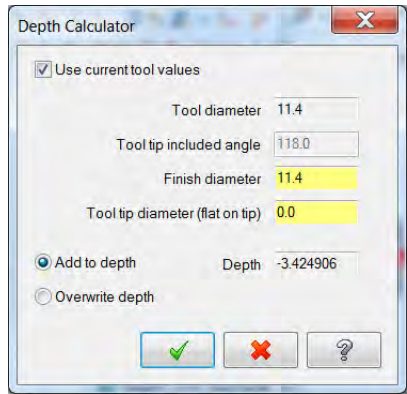 Depth Calculator
Use current tool values
Tool diameter 11.4
Tool tip included angle 118.0
Finish diameter 11.4
Tool tip diameter (flat on tip) 0.0
Add to depth Depth -3.424906
Overwrite depth